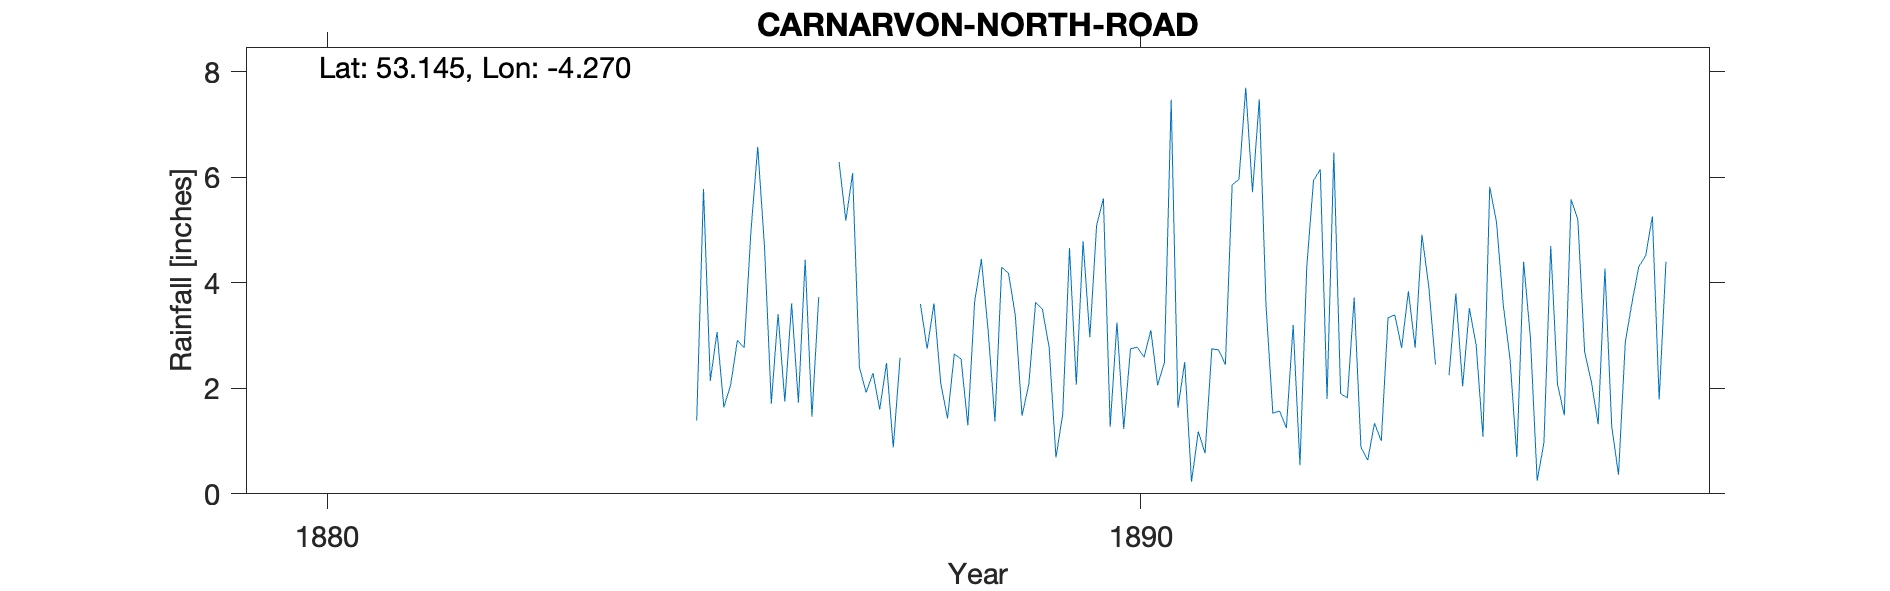 CARNARVON-NORTH-ROAD
Lat: 53.145, Lon: -4.270
8
6
4
2
0
Rainfall [inches]
1880
1890
Year